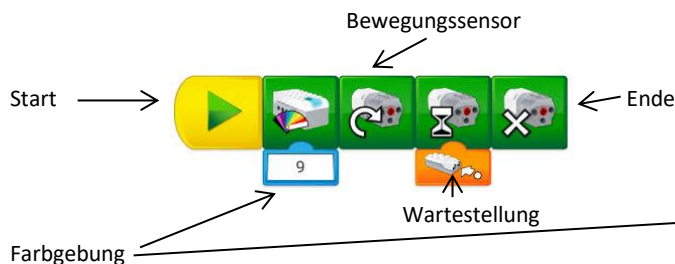 Bewegungssensor
Start
Ende
9
Wartestellung
Farbgebung